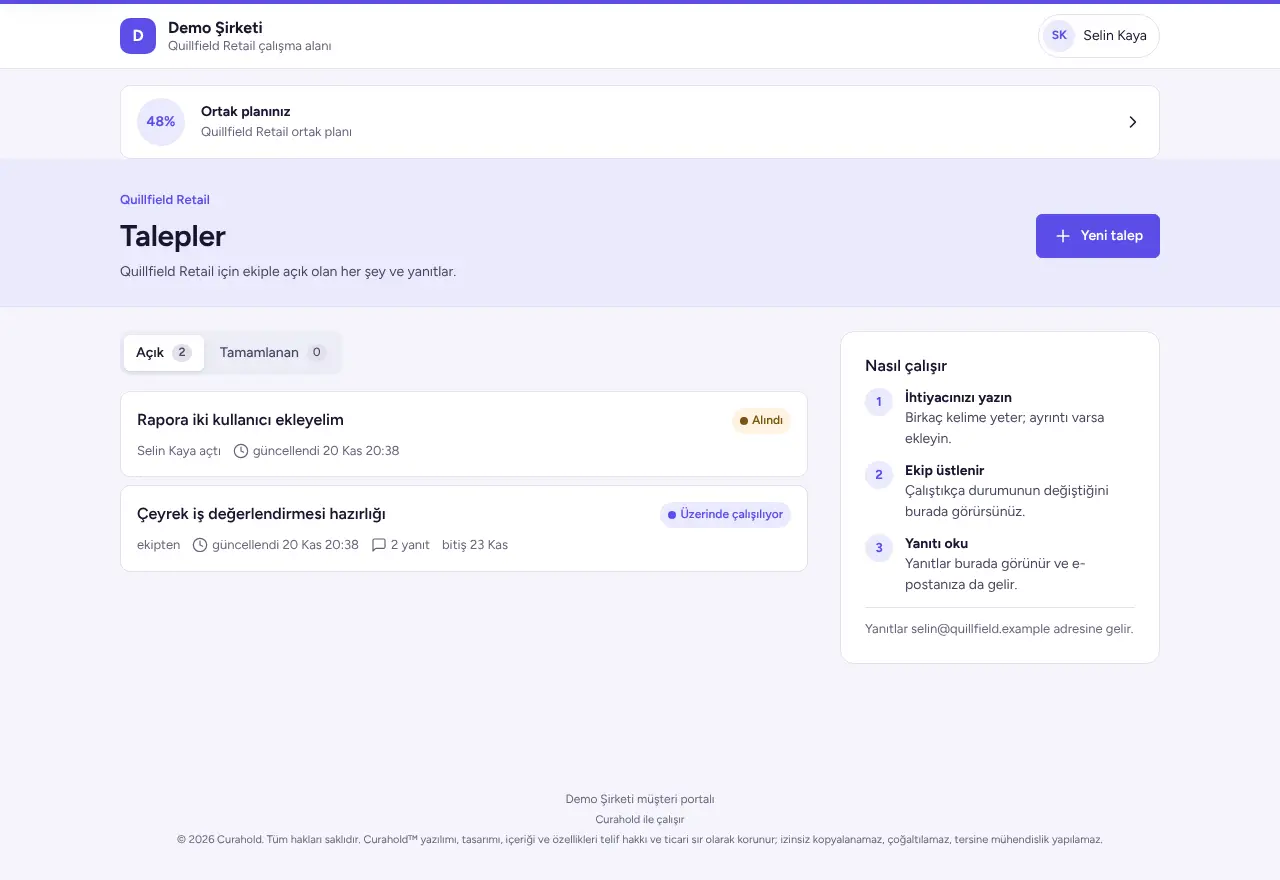 D
Demo Şirketi
Quillfield Retail çalışma alanı
SK
Selin Kaya
48%
Ortak planınız
Quillfield Retail ortak planı
Quillfield Retail
Talepler
Quillfield Retail için ekiple açık olan her şey ve yanıtlar.
Yeni talep
Açık 2
Tamamlanan 0
Rapora iki kullanıcı ekleyelim
Alındı
Selin Kaya açtı güncellendi 20 Kas 20:38
Çeyrek iş değerlendirmesi hazırlığı
Üzerinde çalışılıyor
ekipten güncellendi 20 Kas 20:38 2 yanıt bitiş 23 Kas
Nasıl çalışır
1
İhtiyacınızı yazın
Birkaç kelime yeter; ayrıntı varsa
ekleyin.
2
Ekip üstlenir
Çalıştıkça durumunun değiştiğini
burada görürsünüz.
3
Yanıtı oku
Yanıtlar burada görünür ve e-
postanıza da gelir.
Yanıtlar selin@quillfield.example adresine gelir.
Demo Şirketi müşteri portalı
Curahold ile çalışır
© 2026 Curahold. Tüm hakları saklıdır. Curahold™ yazılımı, tasarımı, içeriği ve özellikleri telif hakkı ve ticari sır olarak korunur; izinsiz kopyalanamaz, çoğaltılamaz, tersine mühendislik yapılamaz.